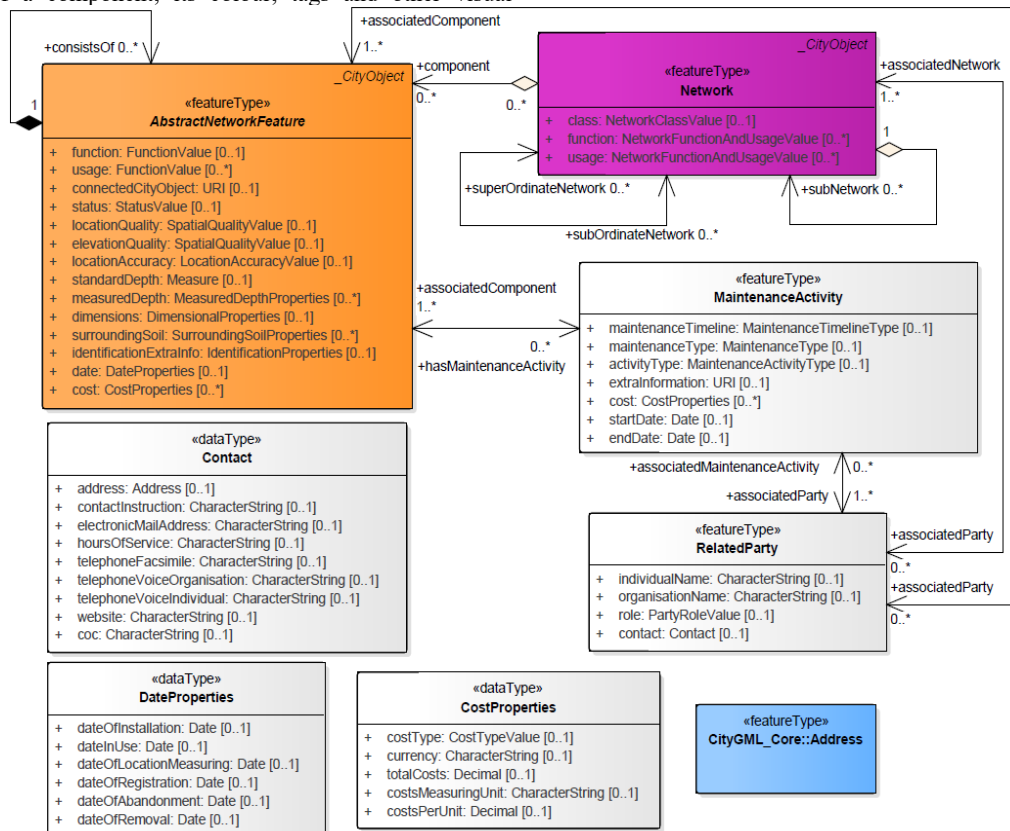 a component, its colour, tags and other visual
+associatedComponent
1..*
+consistsOf 0..*
1
_CityObject
«featureType»
AbstractNetworkFeature
+ function: FunctionValue [0..1]
+ usage: FunctionValue [0..*]
+ connectedCityObject: URI [0..1]
+ status: StatusValue [0..1]
+ locationQuality: SpatialQualityValue [0..1]
+ elevationQuality: SpatialQualityValue [0..1]
+ locationAccuracy: LocationAccuracyValue [0..1]
+ standardDepth: Measure [0..1]
+ measuredDepth: MeasuredDepthProperties [0..*]
+ dimensions: DimensionalProperties [0..1]
+ surroundingSoil: SurroundingSoilProperties [0..*]
+ identificationExtraInfo: IdentificationProperties [0..1]
+ date: DateProperties [0..1]
+ cost: CostProperties [0..*]
+component
0..*
0..*
_CityObject
«featureType»
Network
+ class: NetworkClassValue [0..1]
+ function: NetworkFunctionAndUsageValue [0..*]
+ usage: NetworkFunctionAndUsageValue [0..*]
+associatedNetwork
1..*
1
+superOrdinateNetwork 0..*
+subNetwork 0..*
+subOrdinateNetwork 0..*
+associatedComponent
1..*
0..*
+hasMaintenanceActivity
«featureType»
MaintenanceActivity
+ maintenanceTimeline: MaintenanceTimelineType [0..1]
+ maintenanceType: MaintenanceType [0..1]
+ activityType: MaintenanceActivityType [0..1]
+ extraInformation: URI [0..1]
+ cost: CostProperties [0..*]
+ startDate: Date [0..1]
+ endDate: Date [0..1]
+associatedMaintenanceActivity
0..*
+associatedParty
1..*
«dataType»
Contact
+ address: Address [0..1]
+ contactInstruction: CharacterString [0..1]
+ electronicMailAddress: CharacterString [0..1]
+ hoursOfService: CharacterString [0..1]
+ telephoneFacsimile: CharacterString [0..1]
+ telephoneVoiceOrganisation: CharacterString [0..1]
+ telephoneVoiceIndividual: CharacterString [0..1]
+ website: CharacterString [0..1]
+ coc: CharacterString [0..1]
«featureType»
RelatedParty
+ individualName: CharacterString [0..1]
+ organisationName: CharacterString [0..1]
+ role: PartyRoleValue [0..1]
+ contact: Contact [0..1]
+associatedParty
0..*
+associatedParty
0..*
«dataType»
DateProperties
+ dateOfInstallation: Date [0..1]
+ dateInUse: Date [0..1]
+ dateOfLocationMeasuring: Date [0..1]
+ dateOfRegistration: Date [0..1]
+ dateOfAbandonment: Date [0..1]
+ dateOfRemoval: Date [0..1]
«dataType»
CostProperties
+ costType: CostTypeValue [0..1]
+ currency: CharacterString [0..1]
+ totalCosts: Decimal [0..1]
+ costsMeasuringUnit: CharacterString [0..1]
+ costsPerUnit: Decimal [0..1]
«featureType»
CityGML_Core::Address